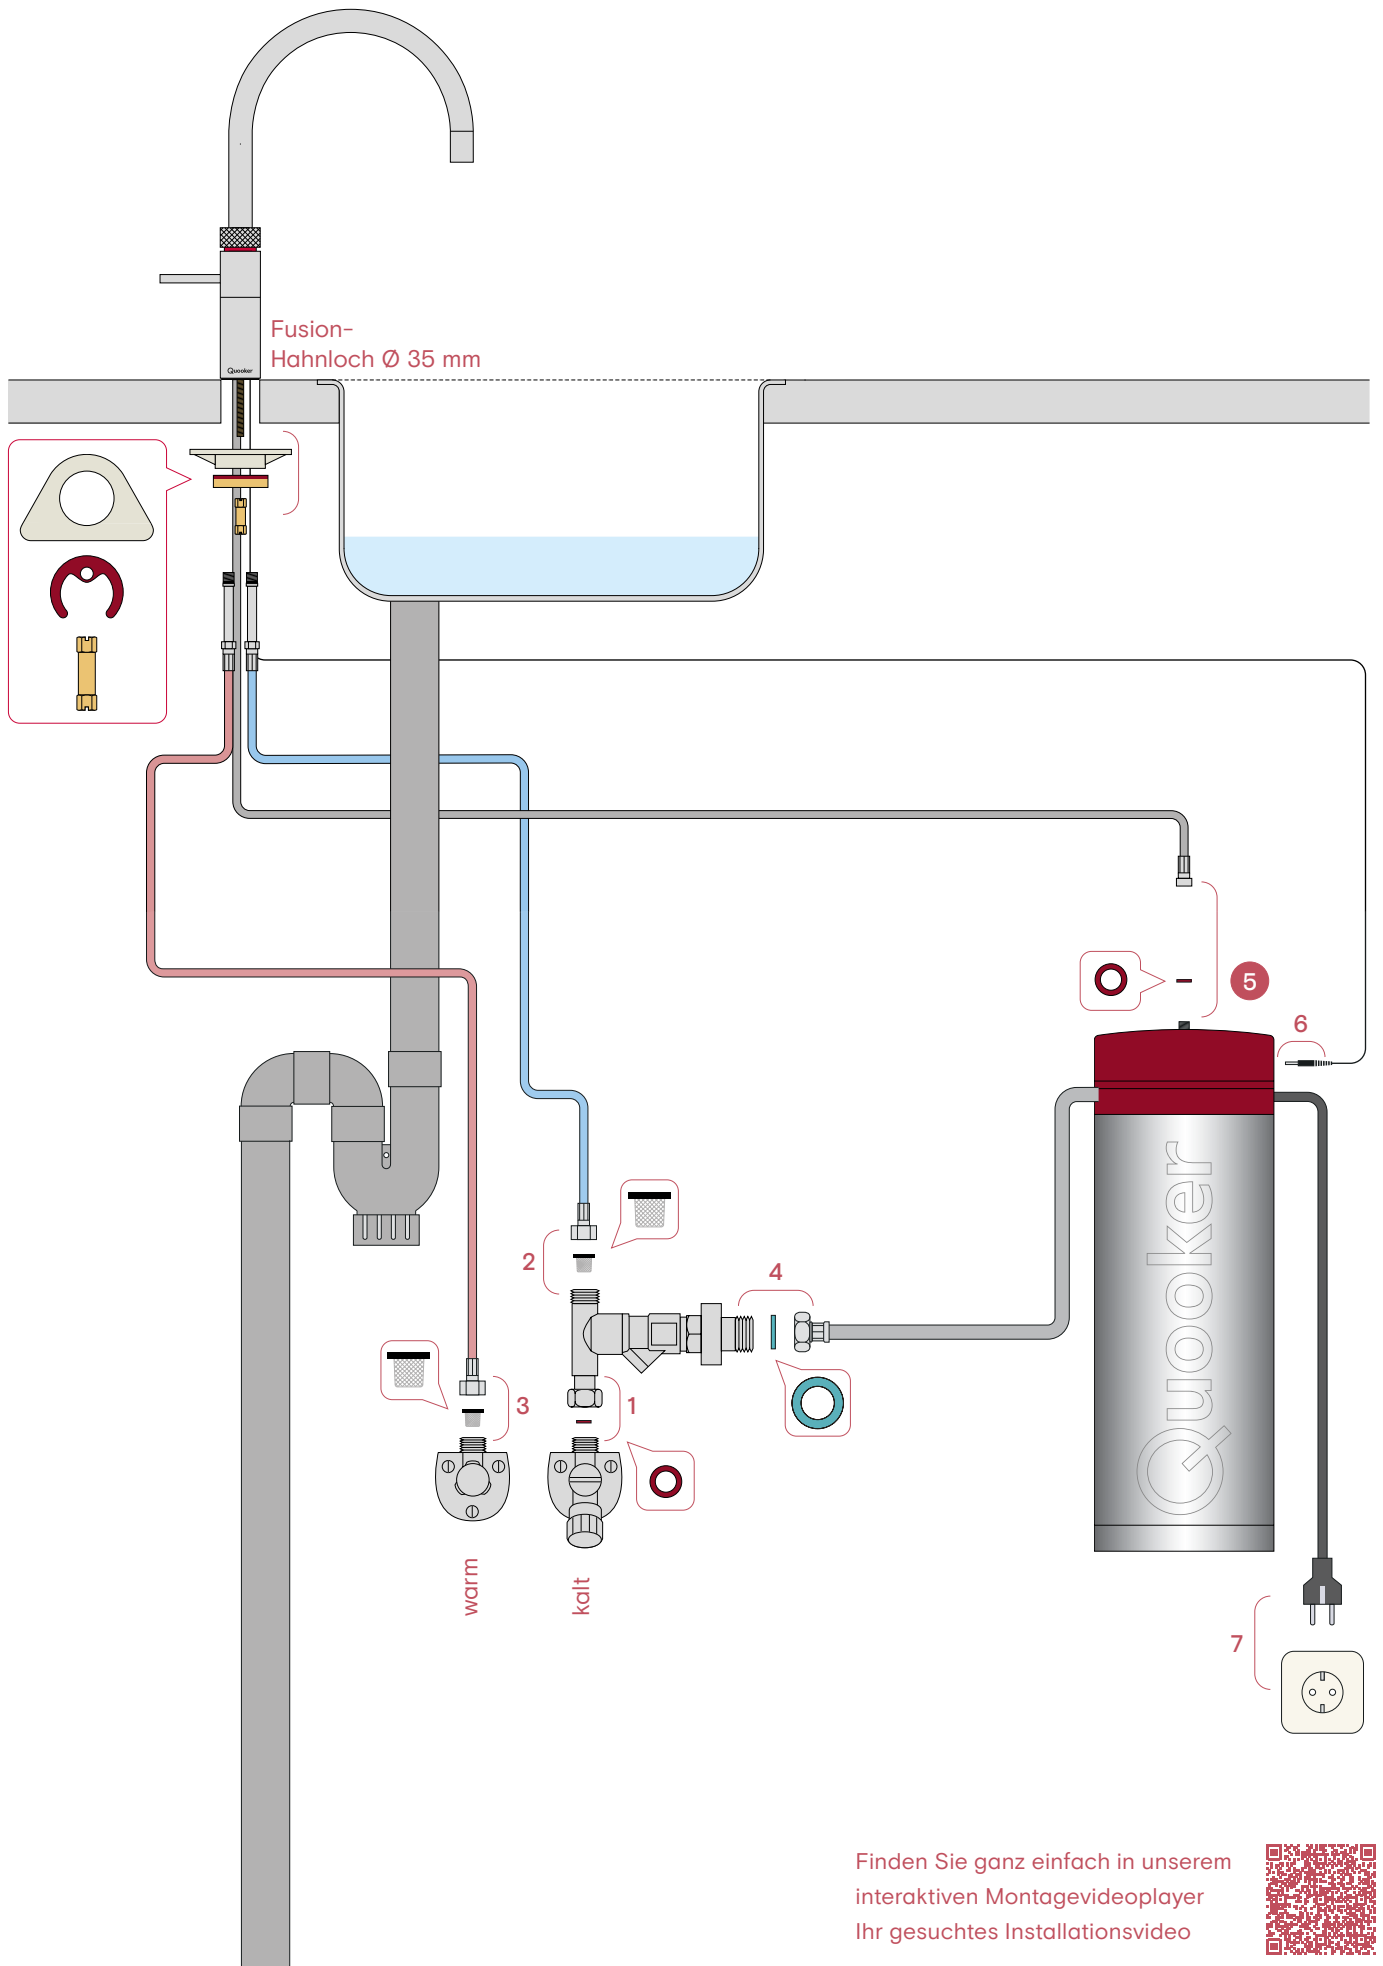 Fusion-
Hahnloch Ø 35 mm
Quooker
5
6
2
4
3
1
Quooker
warm
kalt
7
Finden Sie ganz einfach in unserem
interaktiven Montagevideoplayer
Ihr gesuchtes Installationsvideo